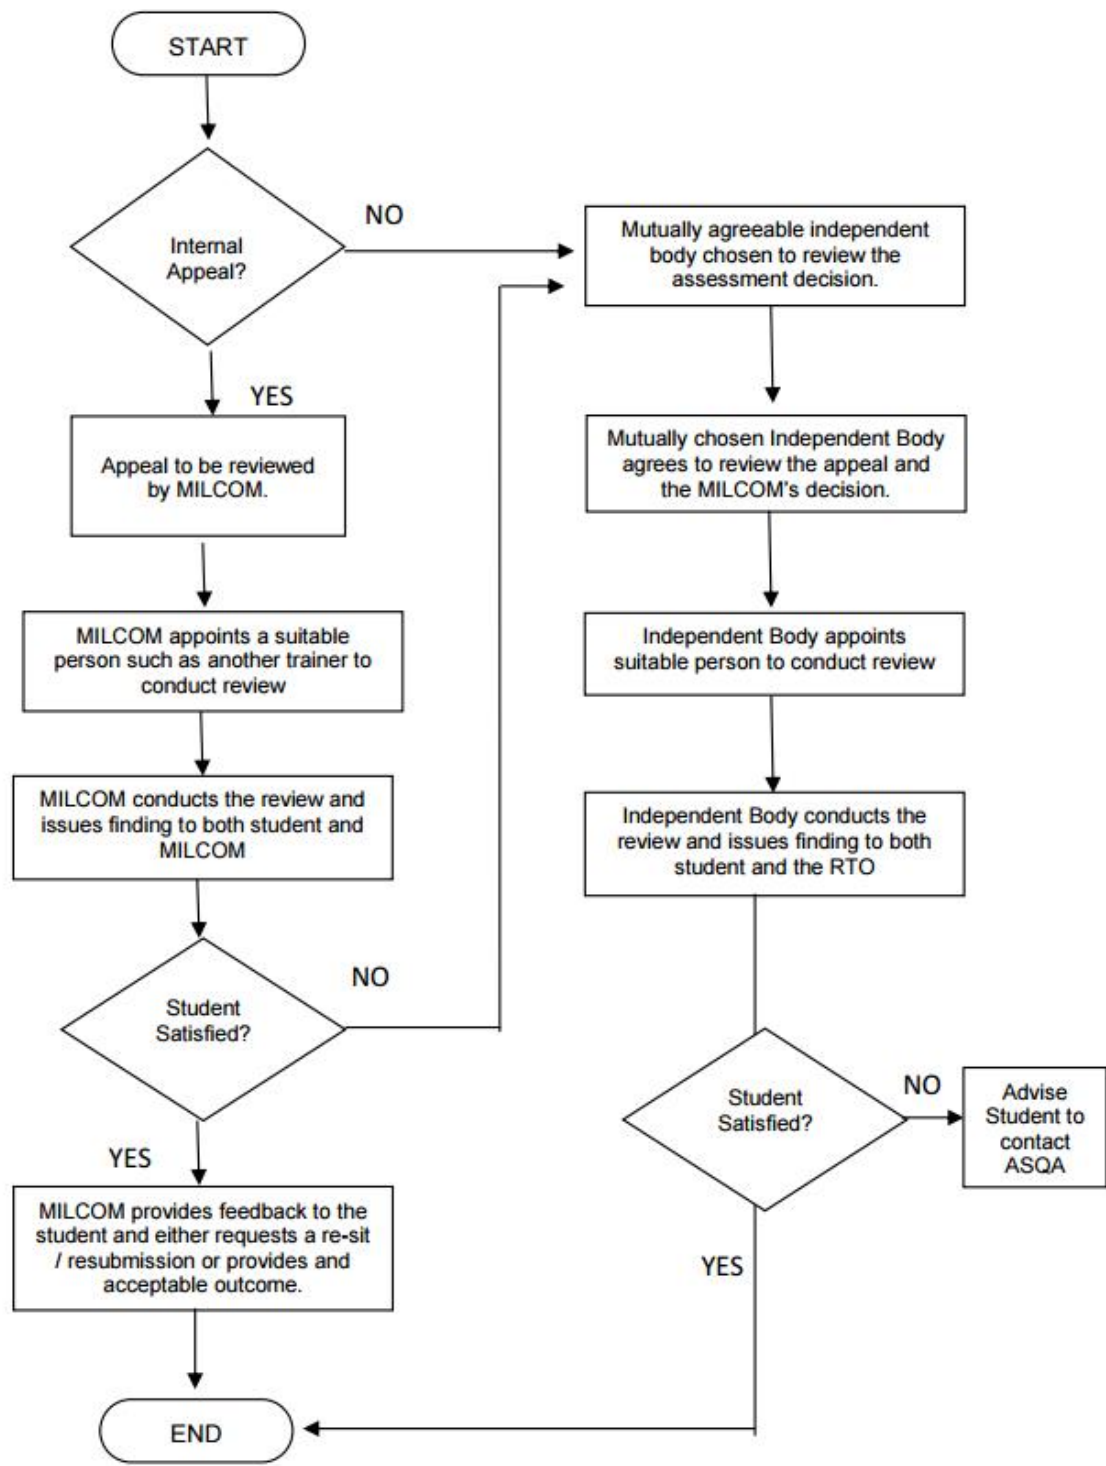 START
Internal
Appeal?
NO
YES
Appeal to be reviewed
by MILCOM.
MILCOM appoints a suitable
person such as another trainer to
conduct review
MILCOM conducts the review and
issues finding to both student and
MILCOM
Student
Satisfied?
NO
YES
MILCOM provides feedback to the
student and either requests a re-sit
/ resubmission or provides and
acceptable outcome.
END
Mutually agreeable independent
body chosen to review the
assessment decision.
Mutually chosen Independent Body
agrees to review the appeal and
the MILCOM's decision.
Independent Body appoints
suitable person to conduct review
Independent Body conducts the
review and issues finding to both
student and the RTO
Student
Satisfied?
NO
YES
Advise
Student to
contact
ASQA